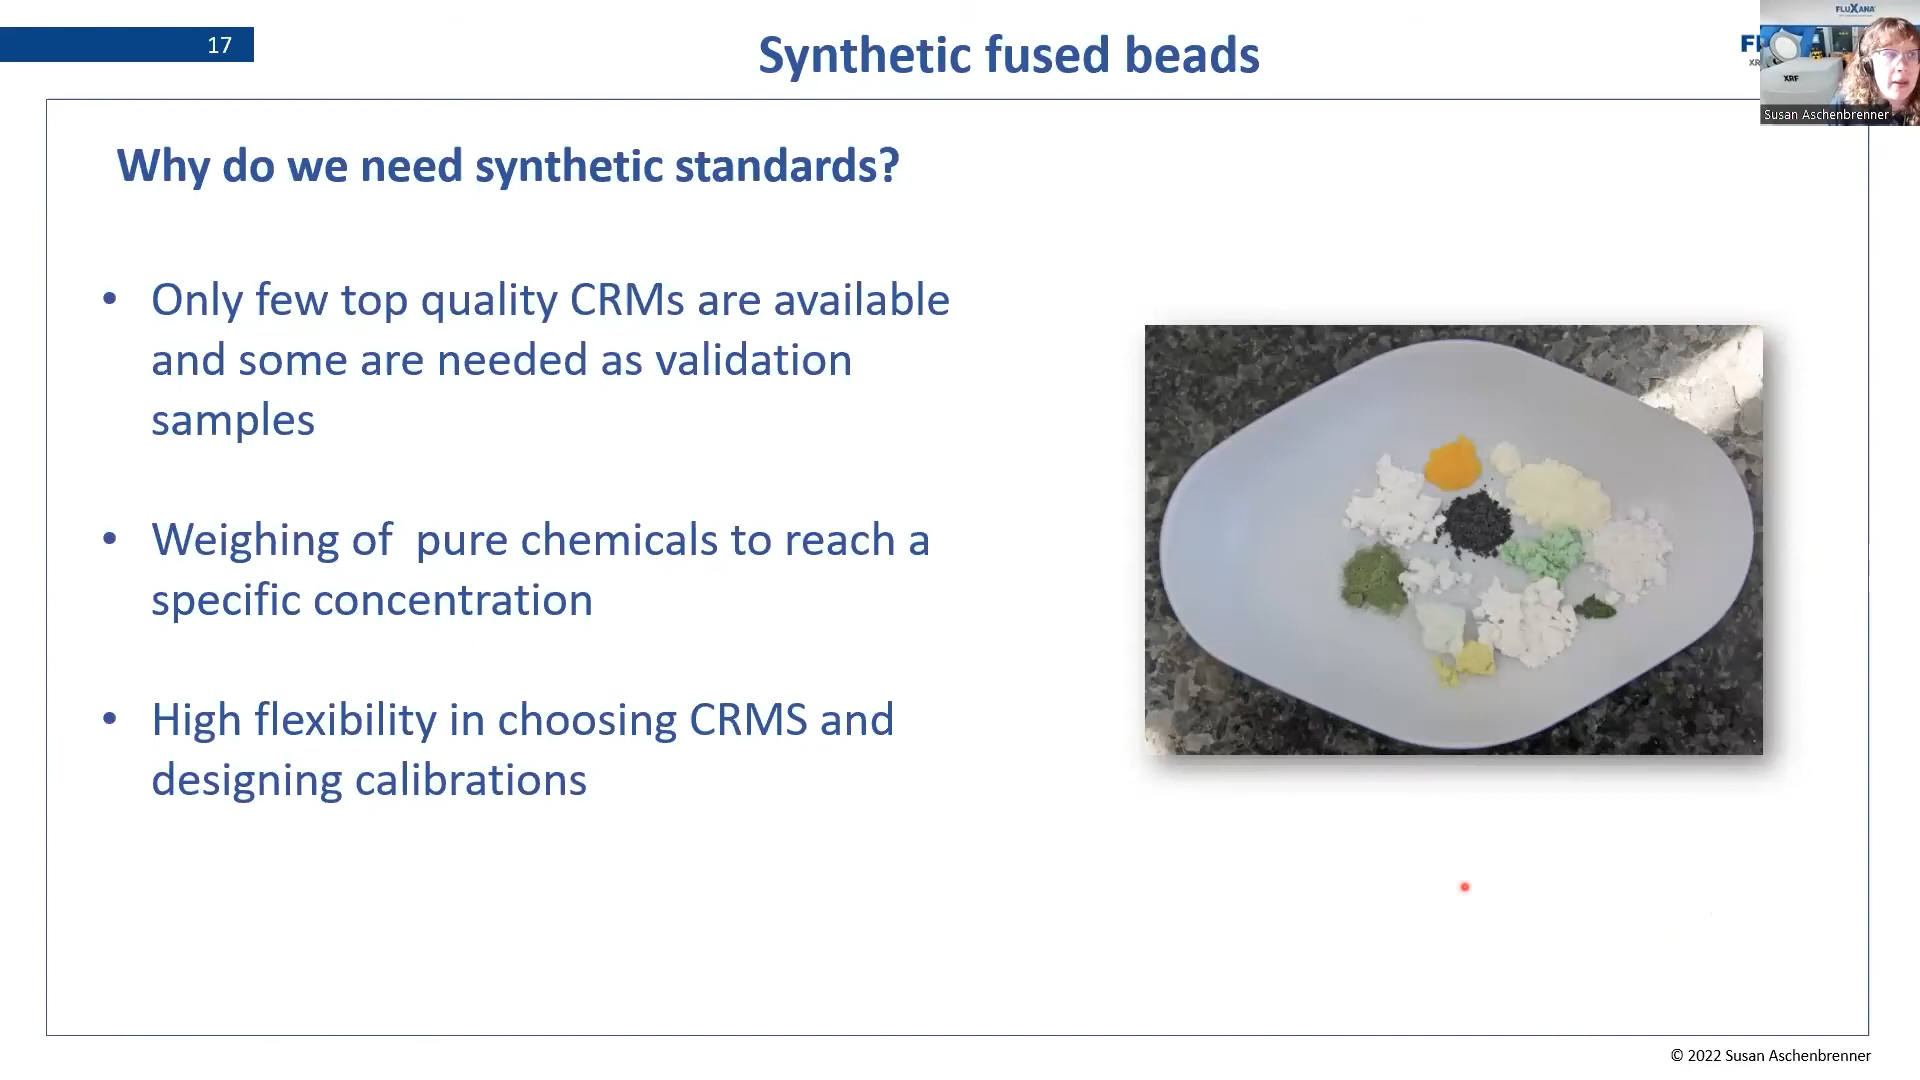 17
Synthetic fused beads
FLUXANA
XRF
Susan Aschenbrenner
Why do we need synthetic standards?
• Only few top quality CRMs are available
and some are needed as validation
samples
• Weighing of  pure chemicals to reach a
specific concentration
• High flexibility in choosing CRMS and
designing calibrations
© 2022 Susan Aschenbrenner